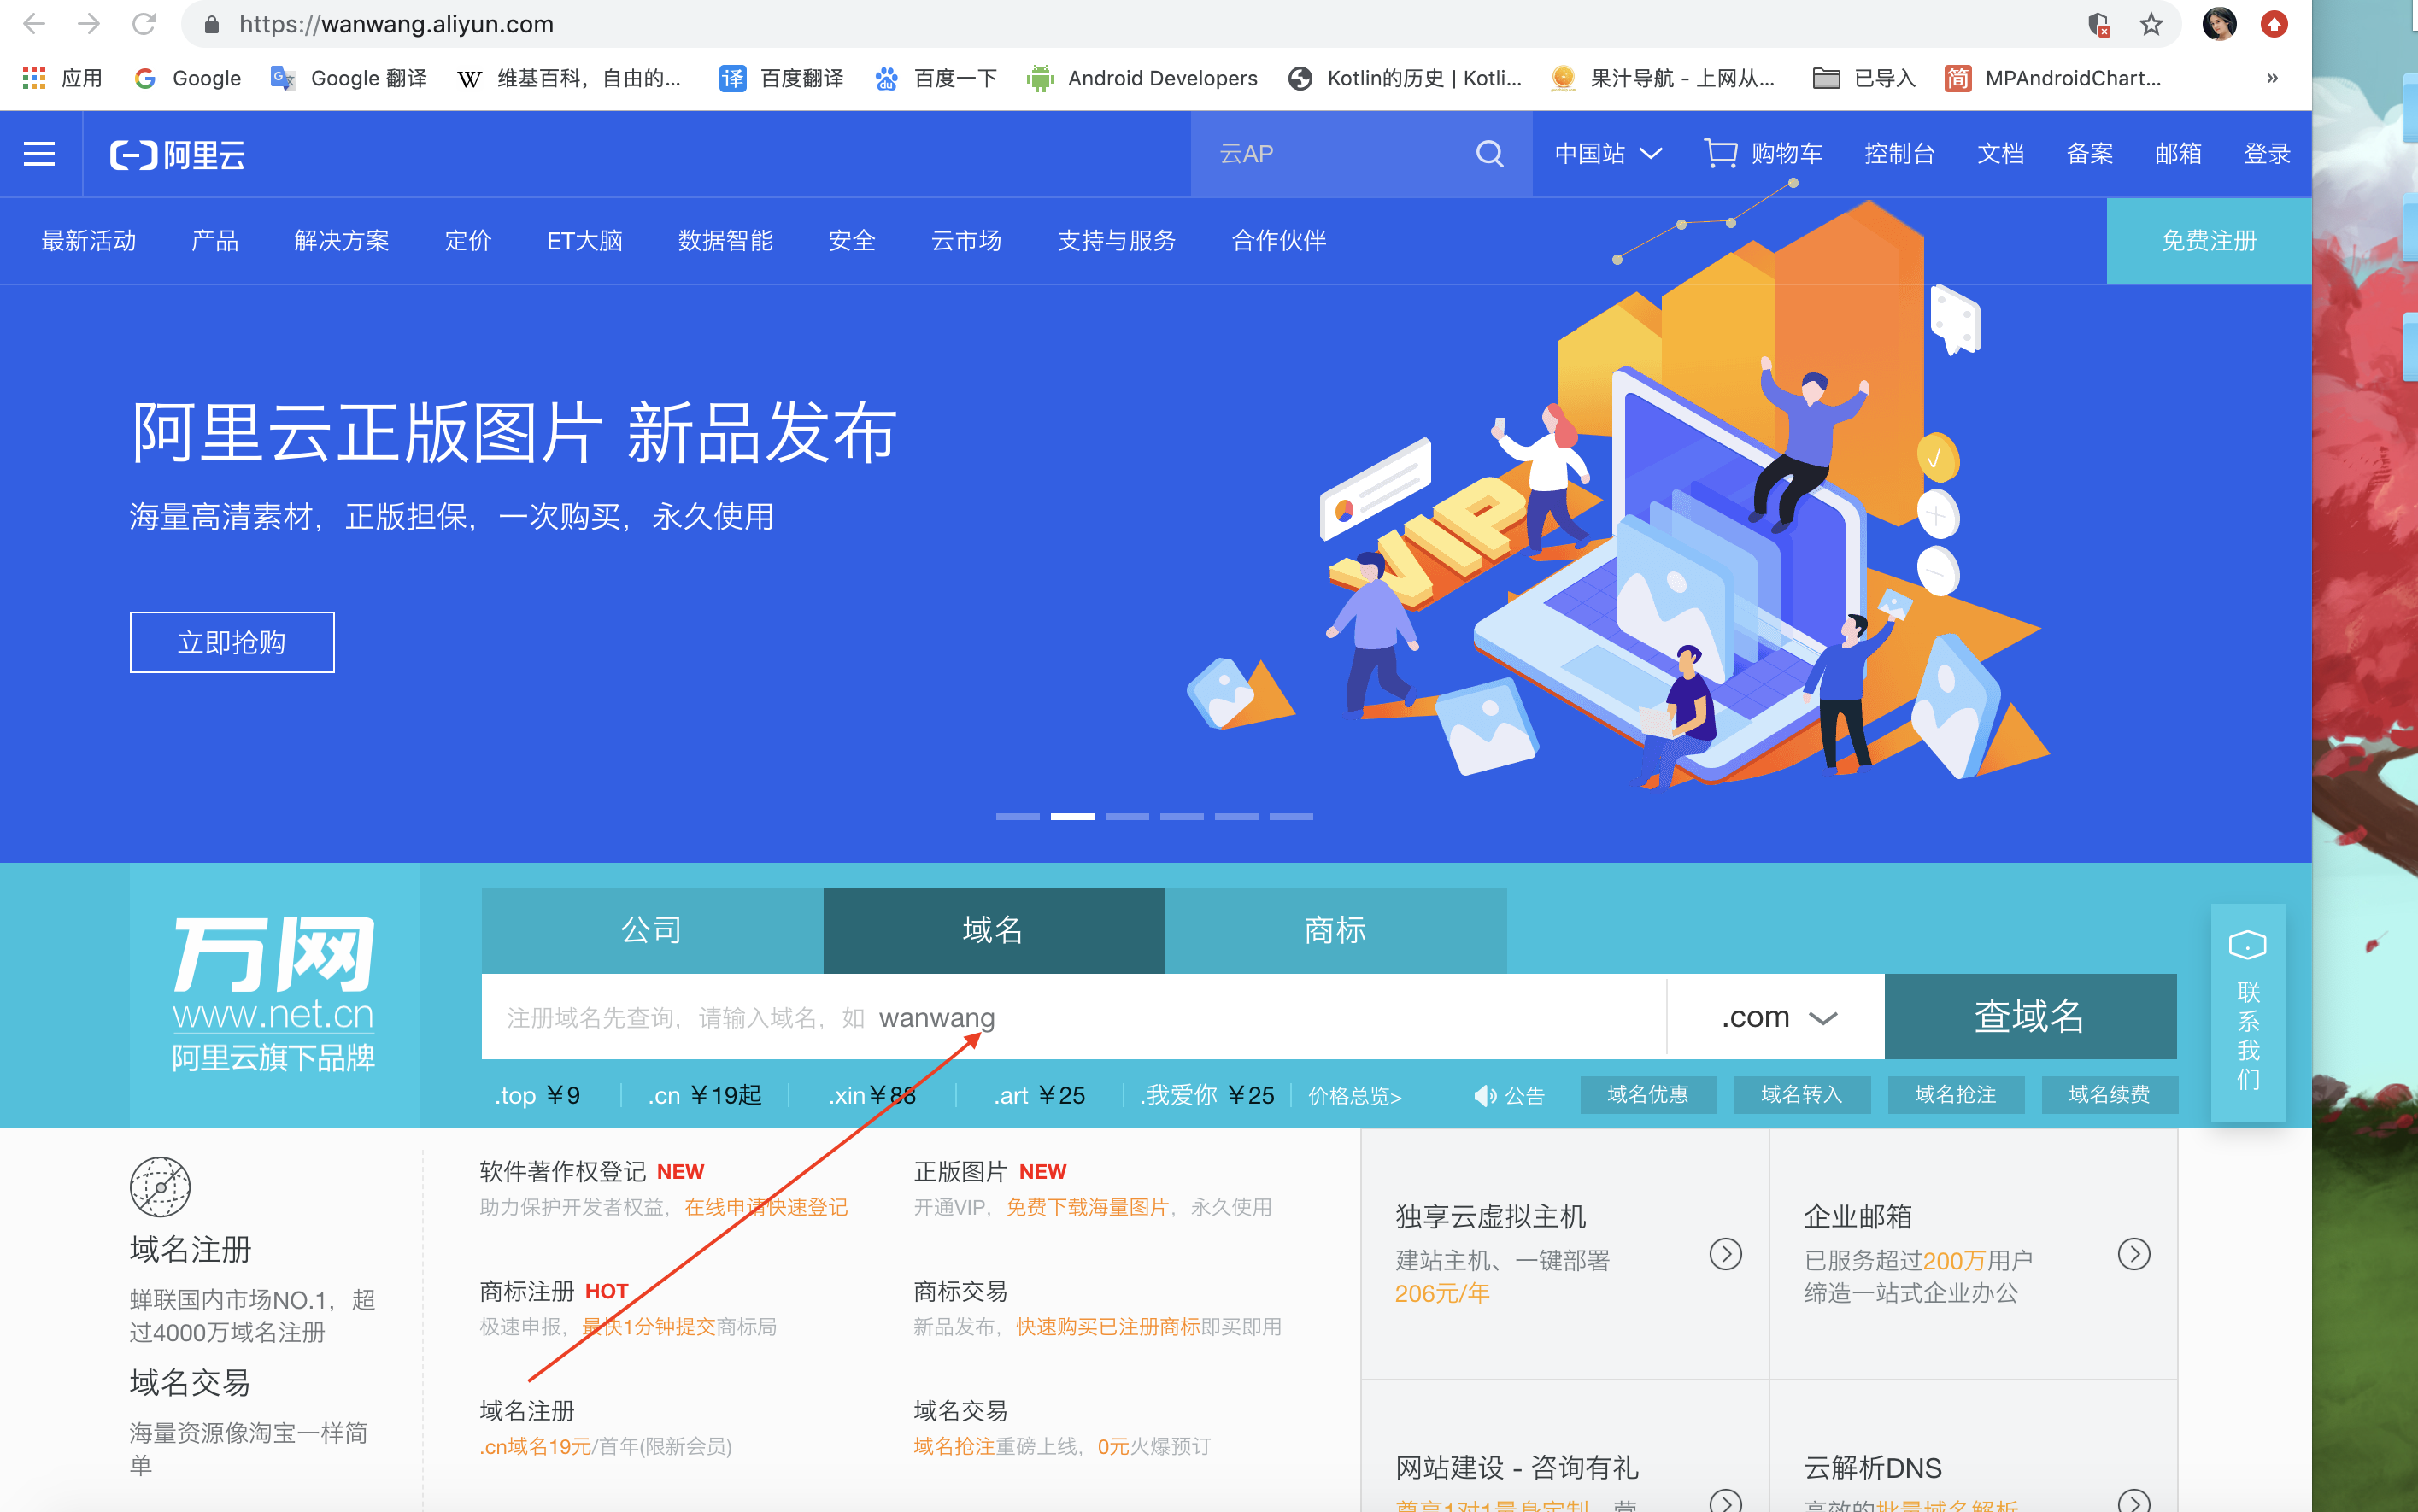 https://wanwang.aliyun.com
应用 Google Google 翻译 维基百科，自由的... 百度翻译 百度一下 Android Developers Kotlin的历史 | Kotli... 果汁导航 - 上网从... 已导入 MPAndroidChart... »
阿里云 云AP 中国站 购物车 控制台 文档 备案 邮箱 登录
最新活动 产品 解决方案 定价 ET大脑 数据智能 安全 云市场 支持与服务 合作伙伴 免费注册
阿里云正版图片 新品发布
海量高清素材，正版担保，一次购买，永久使用
立即抢购
VIP
万网
www.net.cn
阿里云旗下品牌
公司 域名 商标
注册域名先查询，请输入域名，如 wanwang .com 查域名
.top ￥9 .cn ￥19起 .xin￥88 .art ￥25 .我爱你 ￥25 价格总览> 公告 域名优惠 域名转入 域名抢注 域名续费
联系我们
域名注册
蝉联国内市场NO.1，超
过4000万域名注册
域名交易
海量资源像淘宝一样简
单
软件著作权登记 NEW
助力保护开发者权益，在线申请快速登记
正版图片 NEW
开通VIP，免费下载海量图片，永久使用
商标注册 HOT
极速申报，最快1分钟提交商标局
商标交易
新品发布，快速购买已注册商标即买即用
域名注册
.cn域名19元/首年(限新会员)
域名交易
域名抢注重磅上线，0元火爆预订
独享云虚拟主机
建站主机、一键部署
206元/年
企业邮箱
已服务超过200万用户
缔造一站式企业办公
网站建设 - 咨询有礼
尊享1对1量身定制，营
云解析DNS
高效的批量域名解析